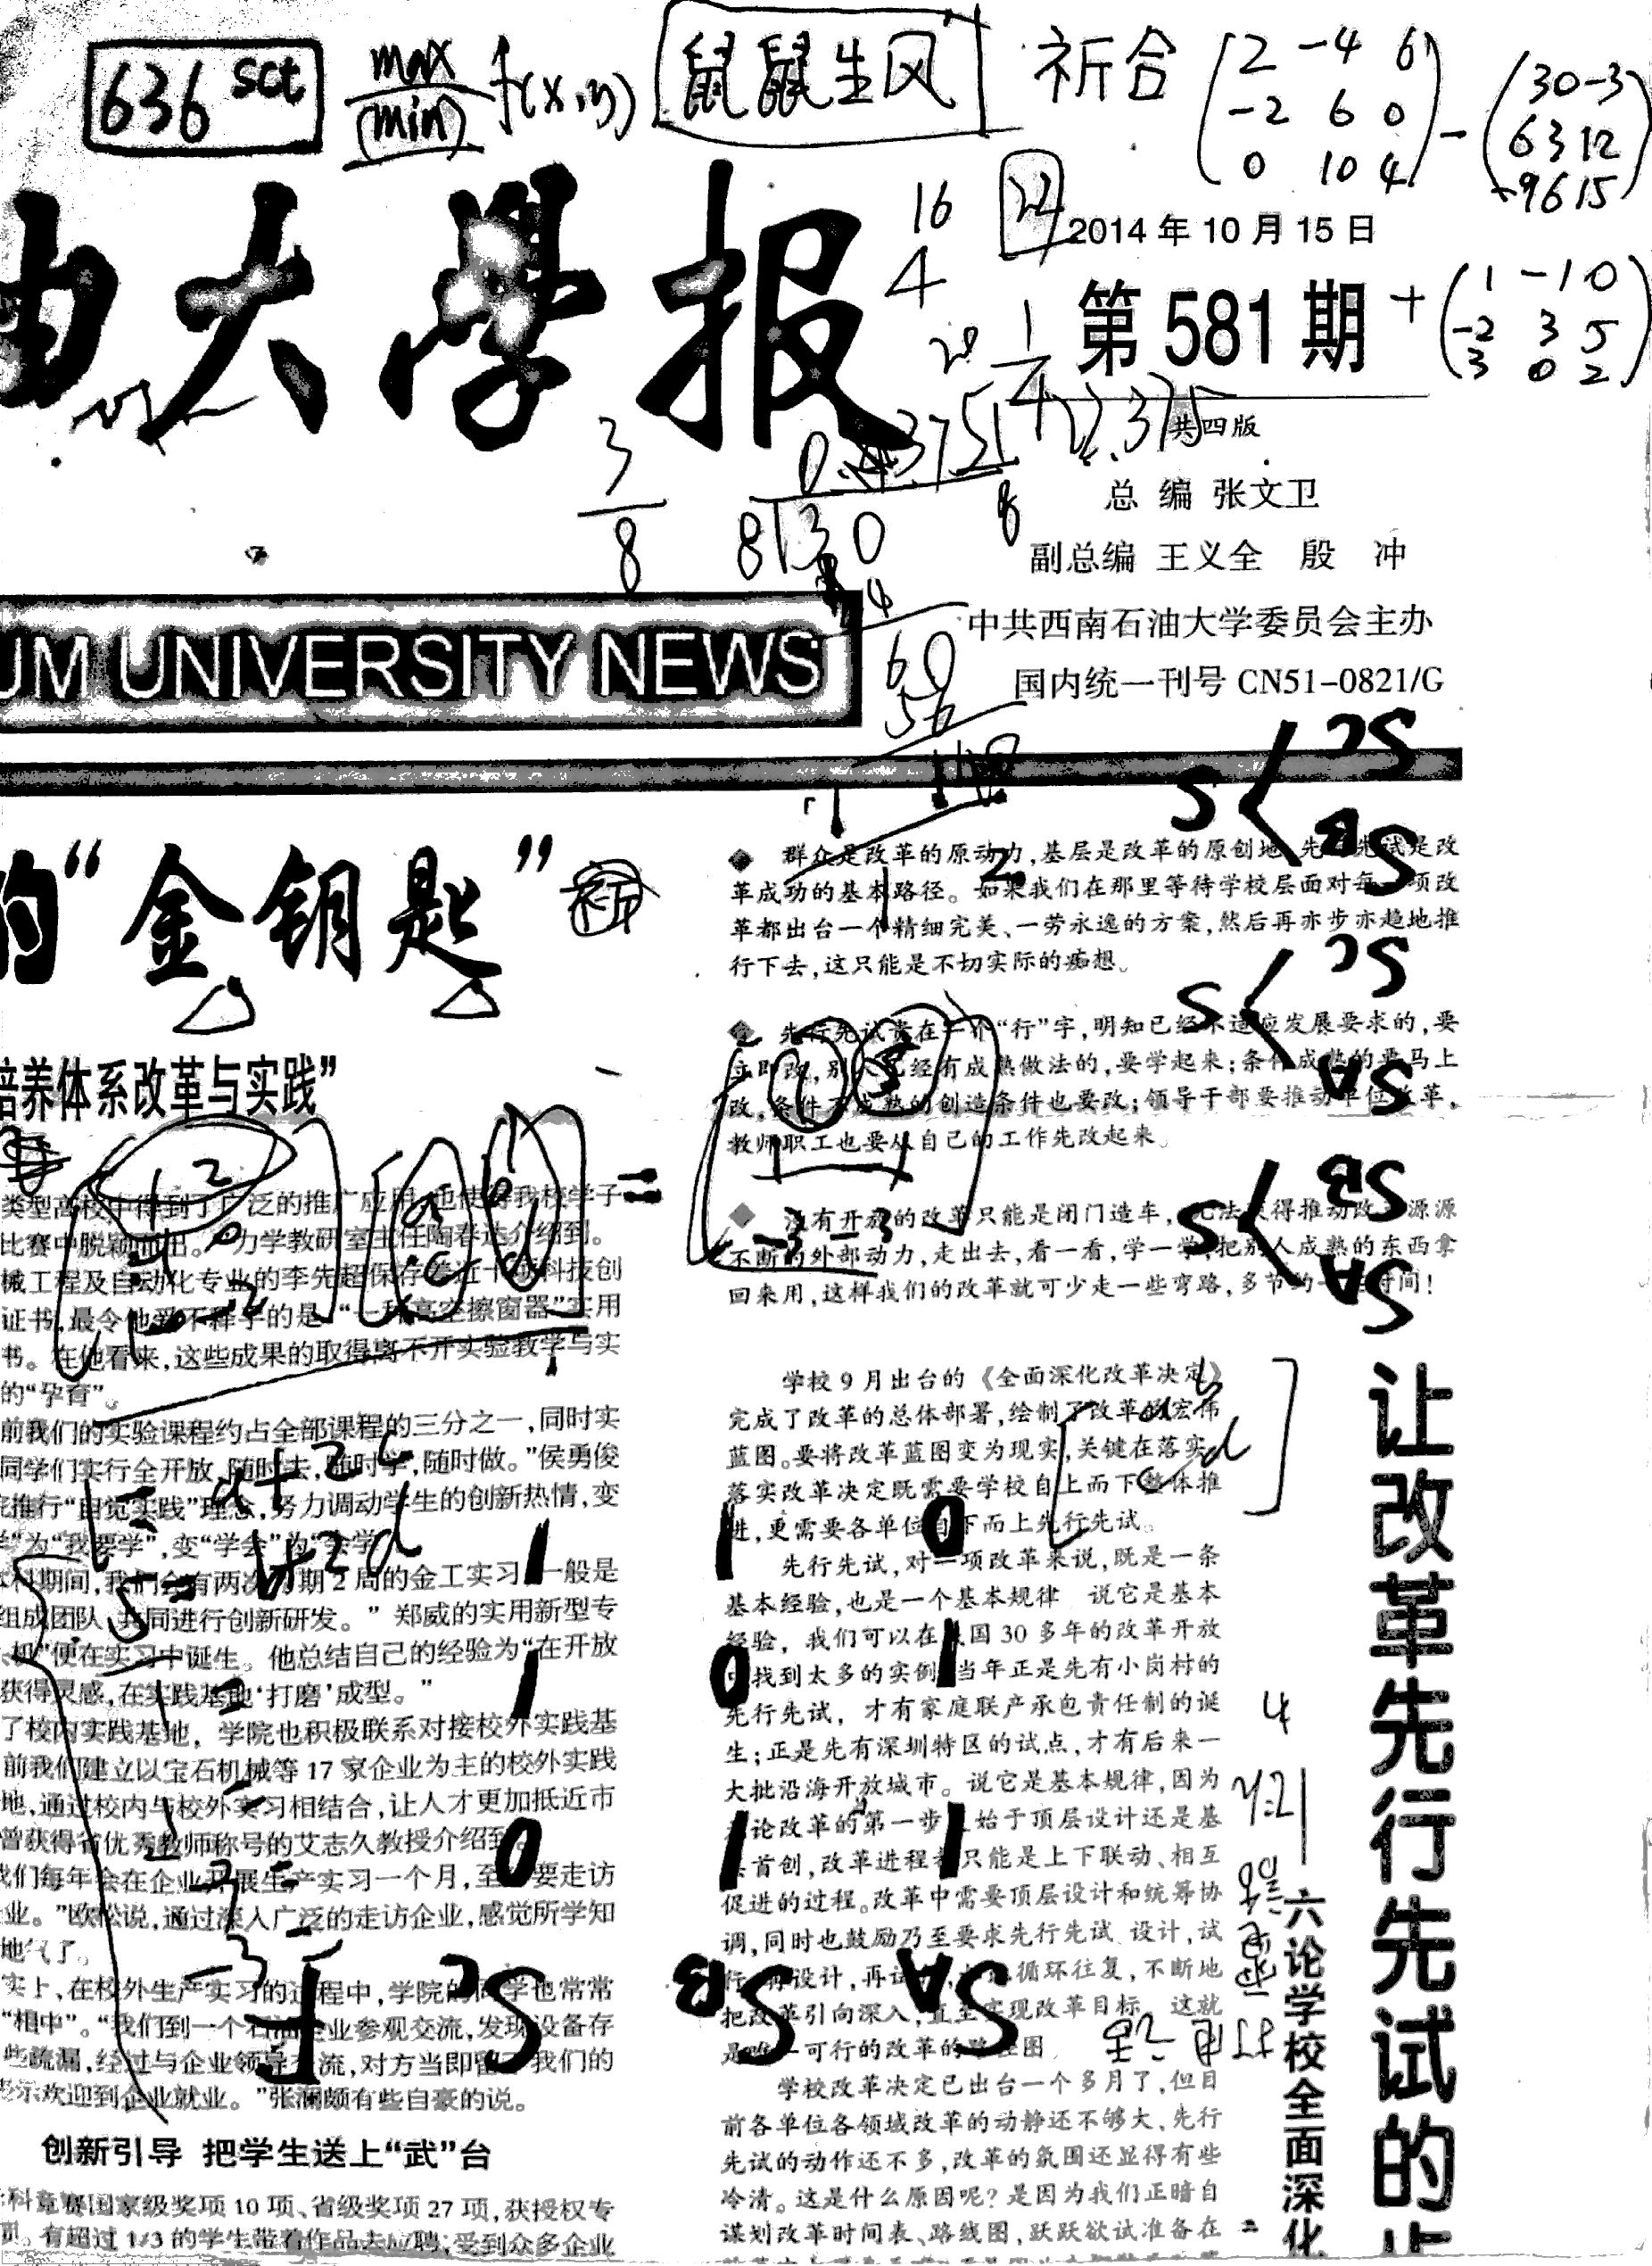 636 sct
max
min f(x,y)
鼠鼠生风
祈合
2 -4 6
-2 6 0
0 10 4
-
3 0 -3
6 3 12
-9 6 15
16
4
22
2014年10月15日
由大學报
第581期
+
1 -1 0
-2 3 5
3 0 2
28
1
4
22.375
共四版
3
8
8
30
总 编 张文卫
副总编 王义全 殷 冲
中共西南石油大学委员会主办
国内统一刊号 CN51-0821/G
UM UNIVERSITY NEWS
60
56
的“金钥匙”
培养体系改革与实践”
类型高校中得到了广泛的推广应用,也使得我校学子
比赛中脱颖而出。”力学教研室主任陶春达介绍到。
械工程及自动化专业的李先超保存着近十项科技创
证书,最令他爱不释手的是,“一种高空擦窗器”实用
书。在他看来,这些成果的取得离不开实验教学与实
的“孕育”。
前我们的实验课程约占全部课程的三分之一,同时实
同学们实行全开放,随时去,随时学,随时做。”侯勇俊
推行“自觉实践”理念,努力调动学生的创新热情,变
学”为“我要学”,变“学会”为“会学
期间,我们会有两次为期2周的金工实习,一般是
组成团队,共同进行创新研发。” 郑威的实用新型专
机”便在实习中诞生。他总结自己的经验为“在开放
获得灵感,在实践基地‘打磨’成型。”
了校内实践基地,学院也积极联系对接校外实践基
前我们建立以宝石机械等17家企业为主的校外实践
地,通过校内与校外实习相结合,让人才更加抵近市
曾获得省优秀教师称号的艾志久教授介绍到
我们每年会在企业开展生产实习一个月,至 要走访
业。”欧松说,通过深入广泛的走访企业,感觉所学知
地气了。
实上,在校外生产实习的过程中,学院的同学也常常
“相中”。“我们到一个石油企业参观交流,发现设备存
些疏漏,经过与企业领导交流,对方当即留下我们的
示欢迎到企业就业。”张澜颇有些自豪的说。
创新引导 把学生送上“武”台
科竞赛国家级奖项10项、省级奖项27项,获授权专
有超过1/3的学生带着作品去应聘,受到众多企业
a+2c
b+2d
1 2
a b
c d
=
-3 -3
◆ 群众是改革的原动力,基层是改革的原创地,先行先试是改
革成功的基本路径。如果我们在那里等待学校层面对每一项改
革都出台一个精细完美、一劳永逸的方案,然后再亦步亦趋地推
行下去,这只能是不切实际的痴想。
◆ 先行先试贵在一个“行”字,明知已经不适应发展要求的,要
立即改,别人已经有成熟做法的,要学起来;条件成熟的要马上
改,条件不成熟的创造条件也要改;领导干部要推动单位改革,
教师职工也要从自己的工作先改起来。
◆ 没有开放的改革只能是闭门造车,无法获得推动改革源源
不断的外部动力,走出去,看一看,学一学,把别人成熟的东西拿
回来用,这样我们的改革就可少走一些弯路,多节约一些时间!
学校9月出台的《全面深化改革决定》
完成了改革的总体部署,绘制了改革的宏伟
蓝图。要将改革蓝图变为现实,关键在落实。
落实改革决定既需要学校自上而下整体推
进,更需要各单位自下而上先行先试。
先行先试,对一项改革来说,既是一条
基本经验,也是一个基本规律 说它是基本
经验,我们可以在我国30多年的改革开放
中找到太多的实例,当年正是先有小岗村的
先行先试,才有家庭联产承包责任制的诞
生;正是先有深圳特区的试点,才有后来一
大批沿海开放城市。说它是基本规律,因为
论改革的第一步,始于顶层设计还是基
层首创,改革进程都只能是上下联动、相互
促进的过程。改革中需要顶层设计和统筹协
调,同时也鼓励乃至要求先行先试 设计,试
行,再设计,再试行,如此循环往复,不断地
把改革引向深入,直至实现改革目标 这就
是唯一可行的改革的路径图
学校改革决定已出台一个多月了,但目
前各单位各领域改革的动静还不够大、先行
先试的动作还不多,改革的氛围还显得有些
冷清。这是什么原因呢?是因为我们正暗自
谋划改革时间表、路线图,跃跃欲试准备在
S
SC
SB
S
SC
SA
S
SB
SA
a b
c d
1 1 0
1 0 1
0 1 1
F SC SB SA
让改革先行先试的
——六论学校全面深化